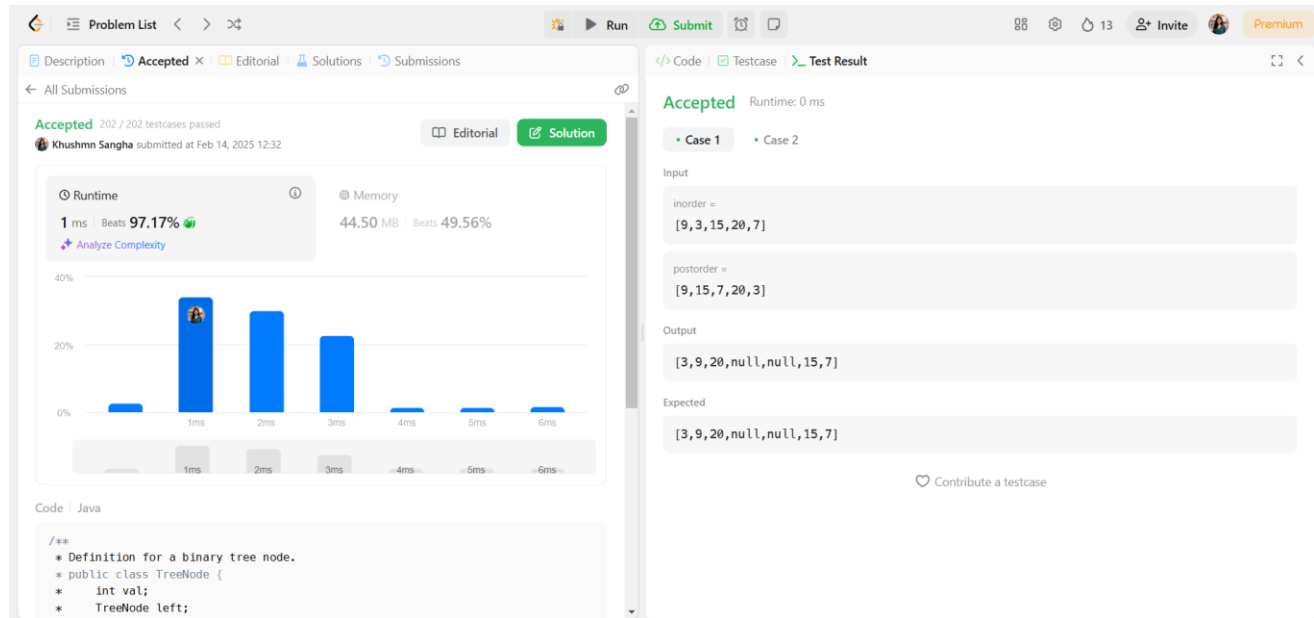 Problem List Run Submit 13 Invite Premium
Description Accepted Editorial Solutions Submissions
All Submissions
Accepted 202 / 202 testcases passed
Khushmn Sangha submitted at Feb 14, 2025 12:32
Editorial Solution
Runtime
1 ms Beats 97.17%
Analyze Complexity
Memory
44.50 MB Beats 49.56%
40%
20%
0%
1ms 2ms 3ms 4ms 5ms 6ms
1ms 2ms 3ms 4ms 5ms 6ms
Code Java
/**
* Definition for a binary tree node.
* public class TreeNode {
* int val;
* TreeNode left;
</> Code Testcase >_ Test Result
Accepted Runtime: 0 ms
• Case 1 • Case 2
Input
inorder =
[9,3,15,20,7]
postorder =
[9,15,7,20,3]
Output
[3,9,20,null,null,15,7]
Expected
[3,9,20,null,null,15,7]
Contribute a testcase